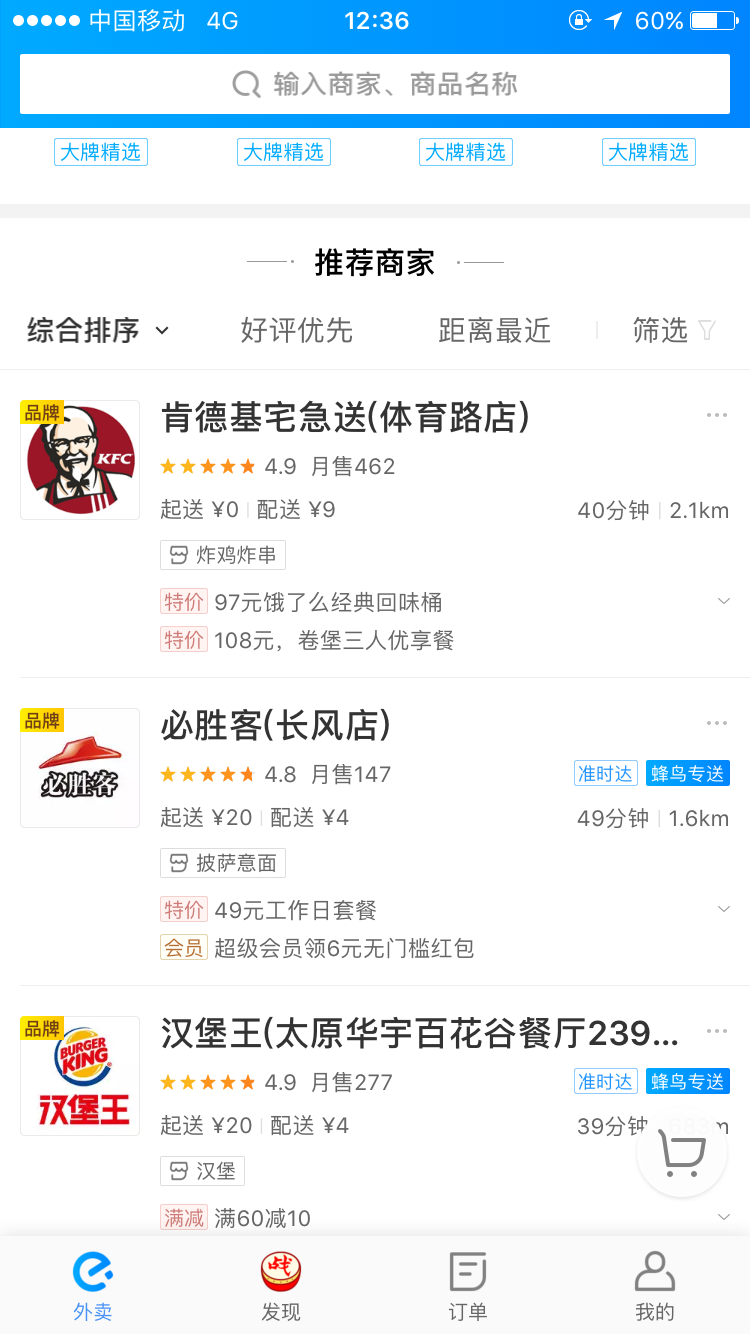 中国移动 4G 12:36 60%
输入商家、商品名称
大牌精选 大牌精选 大牌精选 大牌精选
推荐商家
综合排序 好评优先 距离最近 筛选
品牌
KFC
肯德基宅急送(体育路店)
4.9 月售462
起送 ¥0 配送 ¥9 40分钟 2.1km
炸鸡炸串
特价 97元饿了么经典回味桶
特价 108元，卷堡三人优享餐
品牌
必胜客
必胜客(长风店)
4.8 月售147 准时达 蜂鸟专送
起送 ¥20 配送 ¥4 49分钟 1.6km
披萨意面
特价 49元工作日套餐
会员 超级会员领6元无门槛红包
品牌
BURGER KING
汉堡王
汉堡王(太原华宇百花谷餐厅239...
4.9 月售277 准时达 蜂鸟专送
起送 ¥20 配送 ¥4 39分钟
汉堡
满减 满60减10
战
外卖 发现 订单 我的